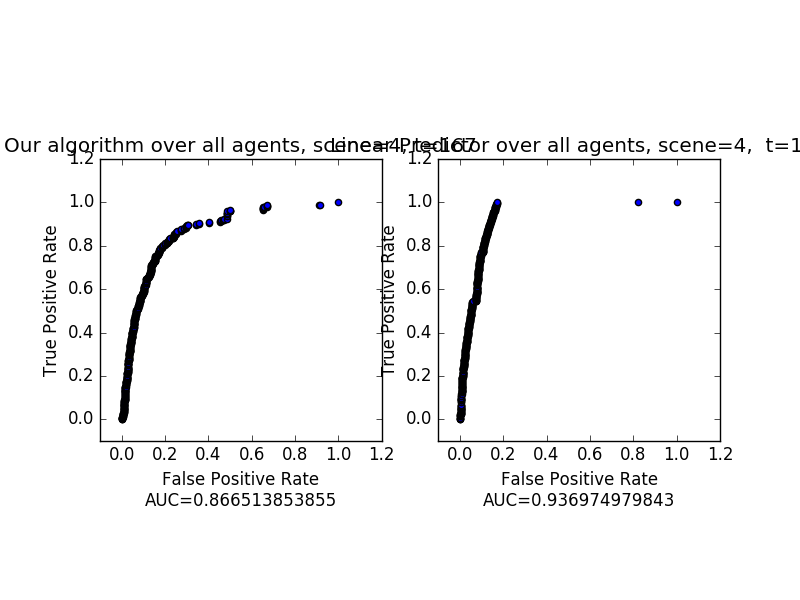 Our algorithm over all agents, scene=4, t=167
Linear Predictor over all agents, scene=4, t=1
1.2
1.0
0.8
0.6
0.4
0.2
0.0
True Positive Rate
0.0 0.2 0.4 0.6 0.8 1.0 1.2
False Positive Rate
AUC=0.866513853855
1.2
1.0
0.8
0.6
0.4
0.2
0.0
True Positive Rate
0.0 0.2 0.4 0.6 0.8 1.0 1.2
False Positive Rate
AUC=0.936974979843